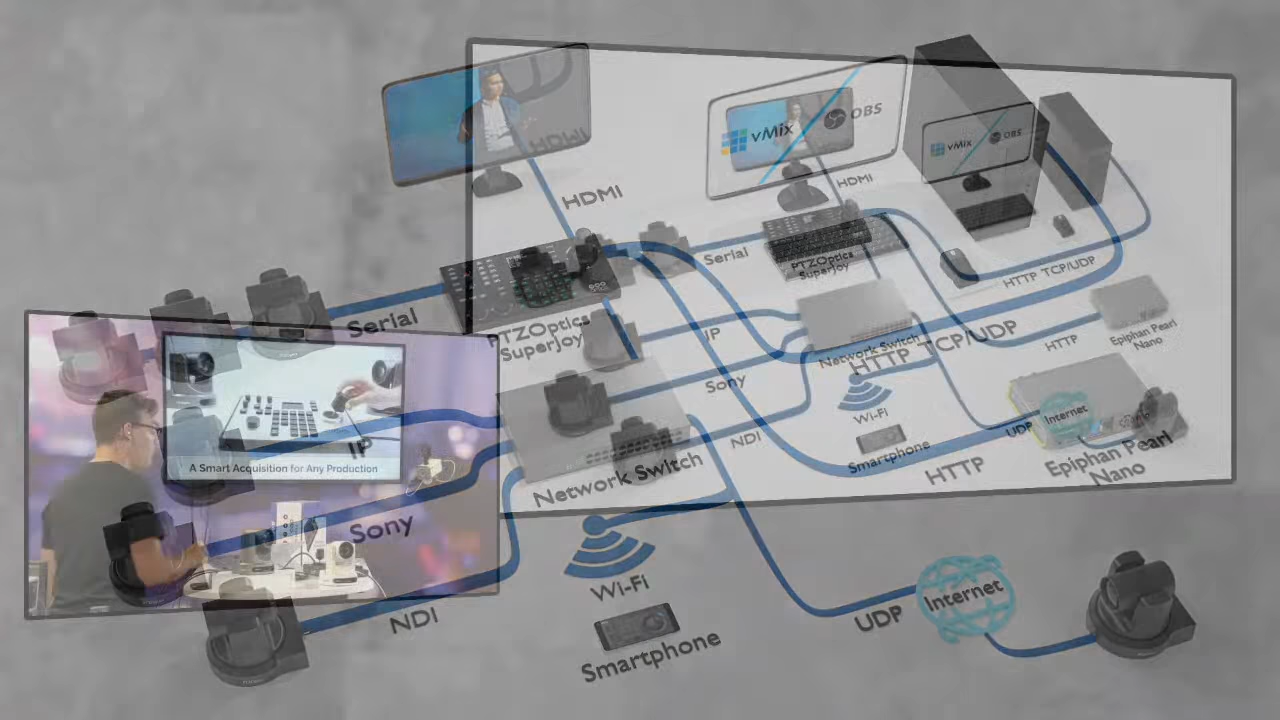 HDMI
HDMI
vMix
OBS
HDMI
vMix
OBS
Serial
PTZOptics
SuperJoy
HTTP TCP/UDP
Serial
PTZOptics
SuperJoy
IP
Network Switch
HTTP TCP/UDP
HTTP
Epiphan Pearl
Nano
Sony
Wi-Fi
Internet
UDP
NDI
Smartphone
HTTP
Epiphan Pearl
Nano
IP
A Smart Acquisition for Any Production
Network Switch
Sony
Wi-Fi
NDI
Smartphone
UDP
Internet